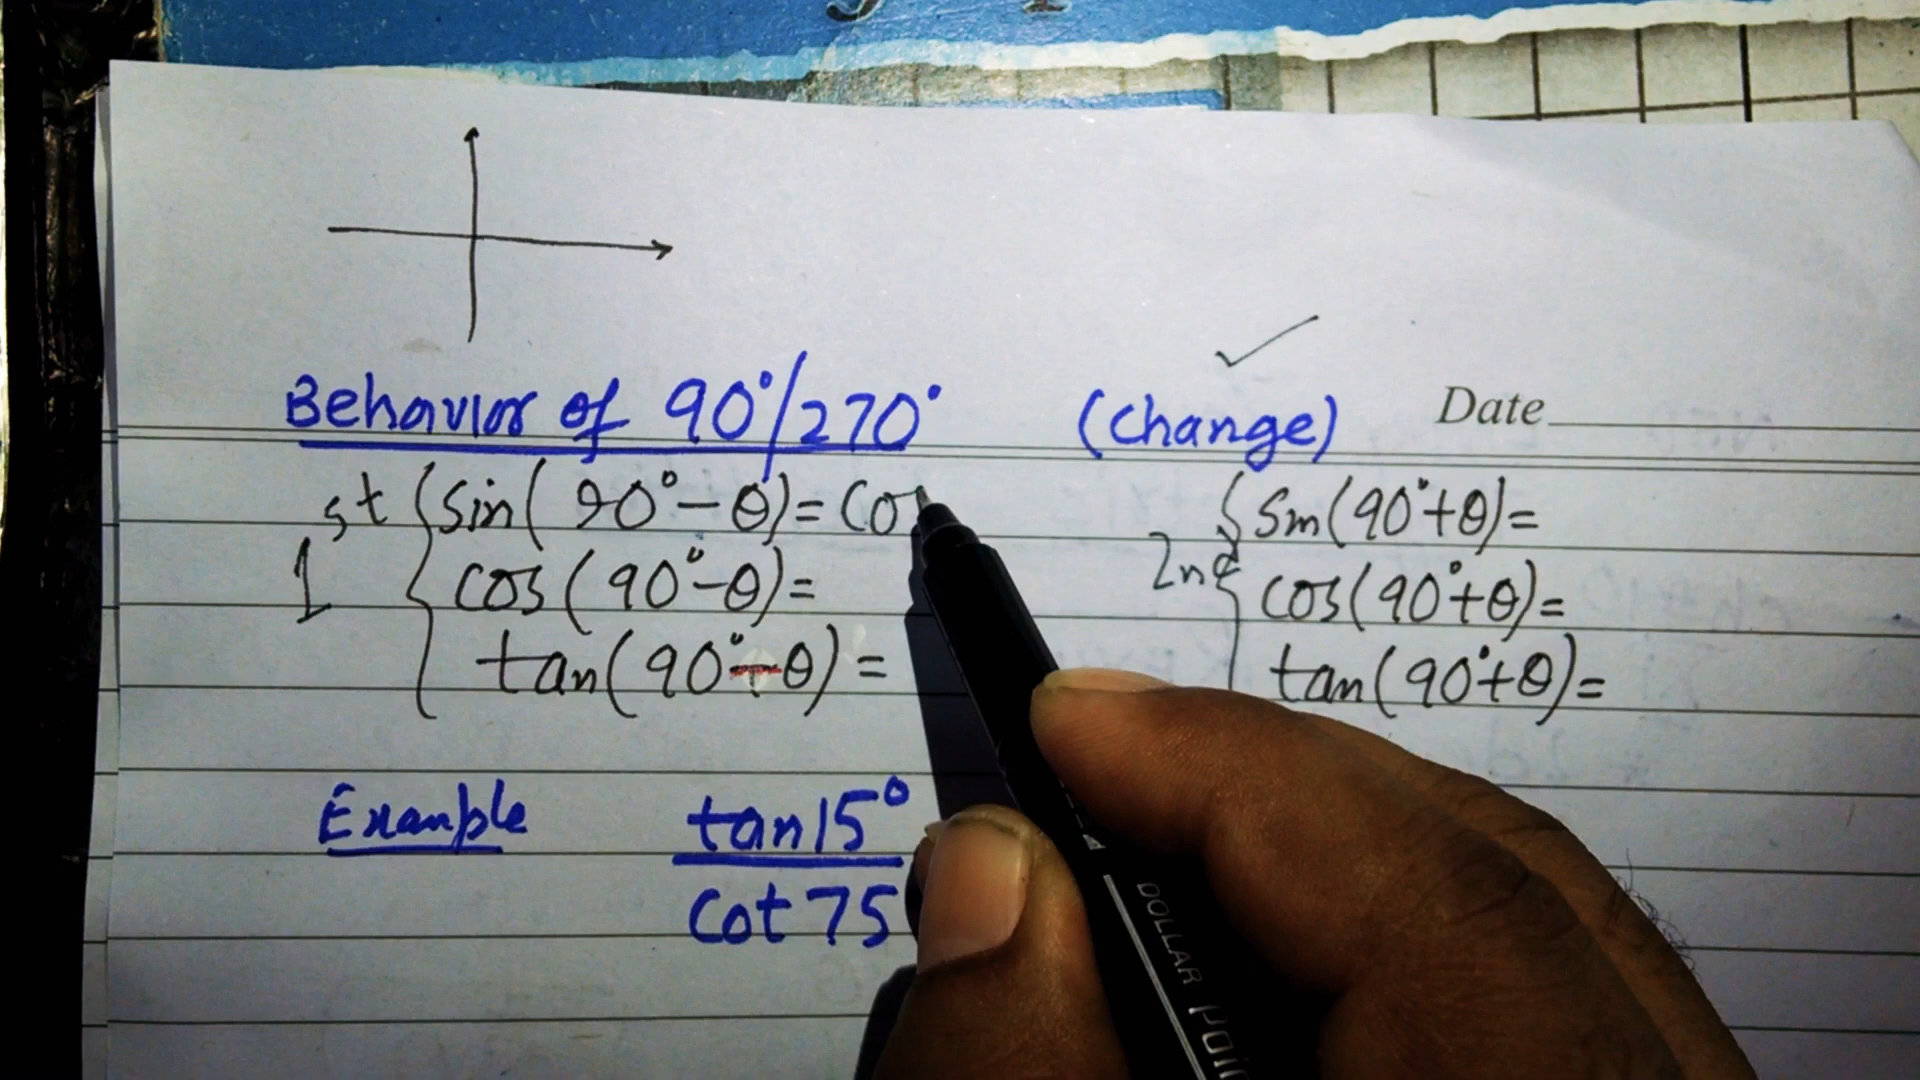 Behavior of 90°/270° (change) Date
1st sin(90°-θ)=Cos 2nd Sin(90°+θ)=
cos(90°-θ)= cos(90°+θ)=
tan(90°-θ)= tan(90°+θ)=
Example tan15°
cot75
DOLLAR